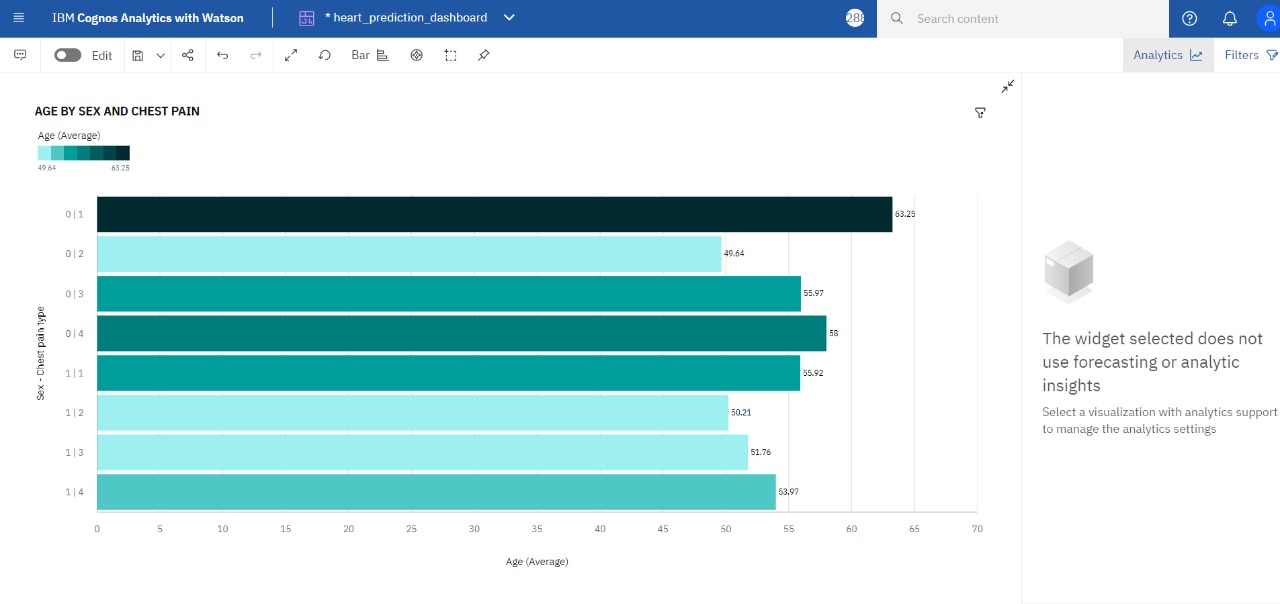 IBM Cognos Analytics with Watson
* heart_prediction_dashboard
Search content
Edit
Bar
Analytics
Filters
AGE BY SEX AND CHEST PAIN
Age (Average)
49.64 63.25
Sex - Chest pain type
0 | 1 63.25
0 | 2 49.64
0 | 3 55.97
0 | 4 58
1 | 1 55.92
1 | 2 50.21
1 | 3 51.76
1 | 4 53.97
0 5 10 15 20 25 30 35 40 45 50 55 60 65 70
Age (Average)
The widget selected does not
use forecasting or analytic
insights
Select a visualization with analytics support
to manage the analytics settings